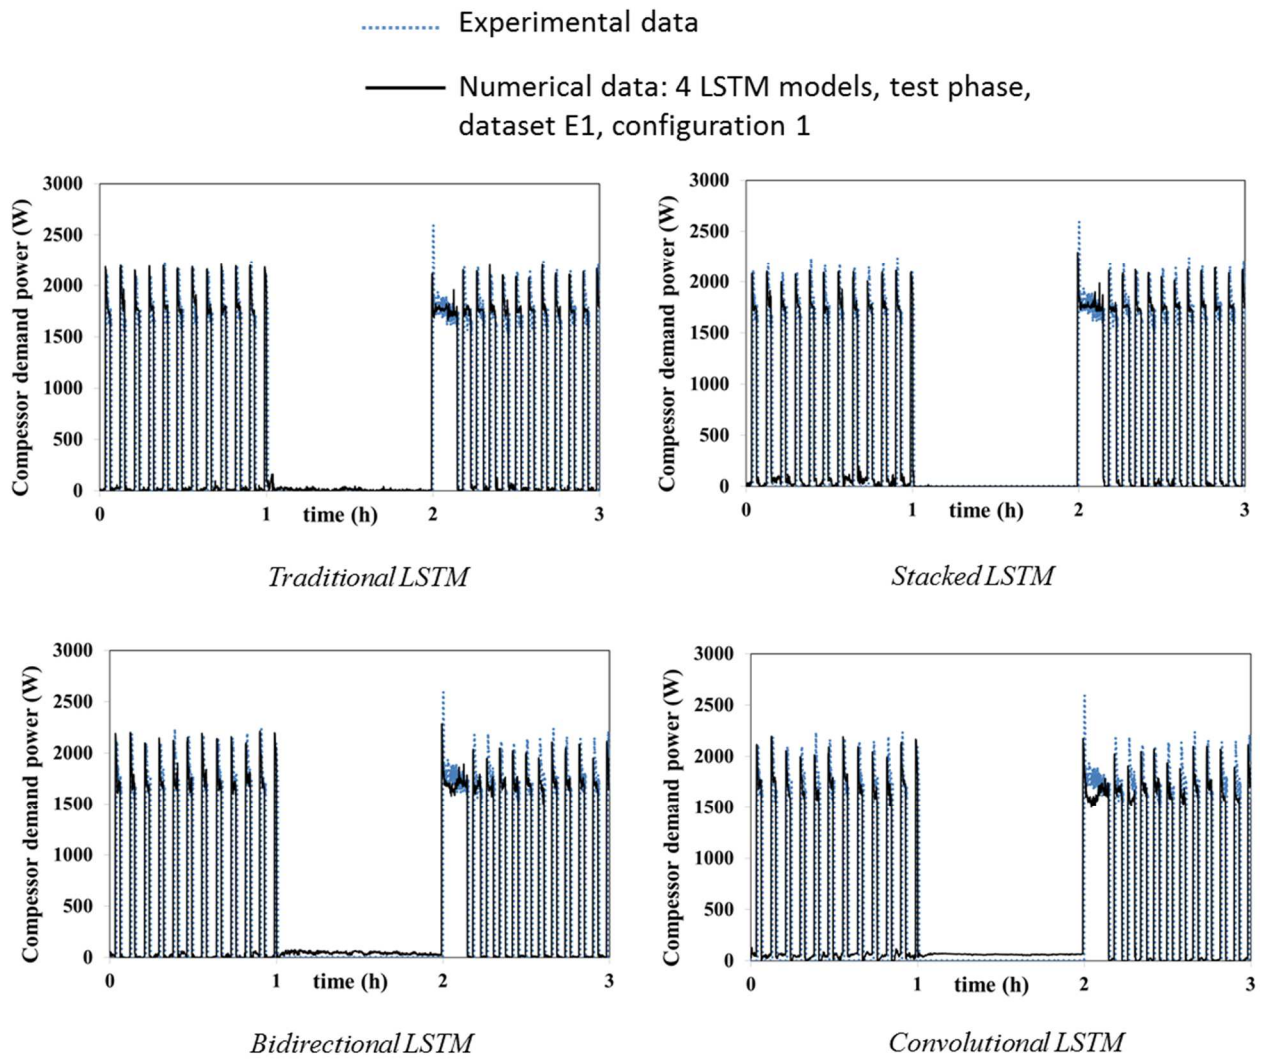 Experimental data
Numerical data: 4 LSTM models, test phase,
dataset E1, configuration 1
Compessor demand power (W)
3000
2500
2000
1500
1000
500
0
0
1
time (h)
2
3
Traditional LSTM
Compessor demand power (W)
3000
2500
2000
1500
1000
500
0
0
1
time (h)
2
3
Stacked LSTM
Compessor demand power (W)
3000
2500
2000
1500
1000
500
0
0
1
time (h)
2
3
Bidirectional LSTM
Compessor demand power (W)
3000
2500
2000
1500
1000
500
0
0
1
time (h)
2
3
Convolutional LSTM